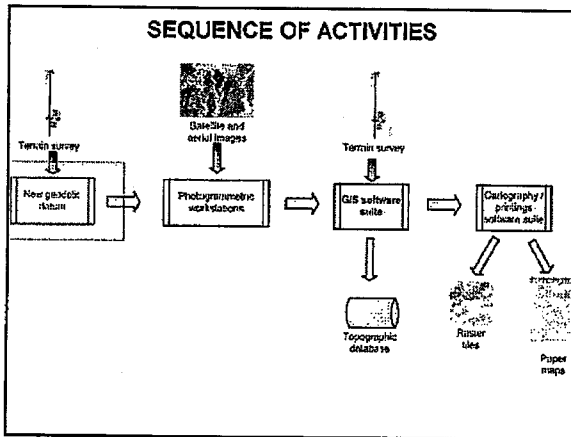 SEQUENCE OF ACTIVITIES
Terrain survey
Satellite and
aerial images
Terrain survey
New geodetic
datum
Photogrammetric
workstations
GIS software
suite
Cartography /
printings
software suite
Topographic
database
Raster
files
Paper
maps